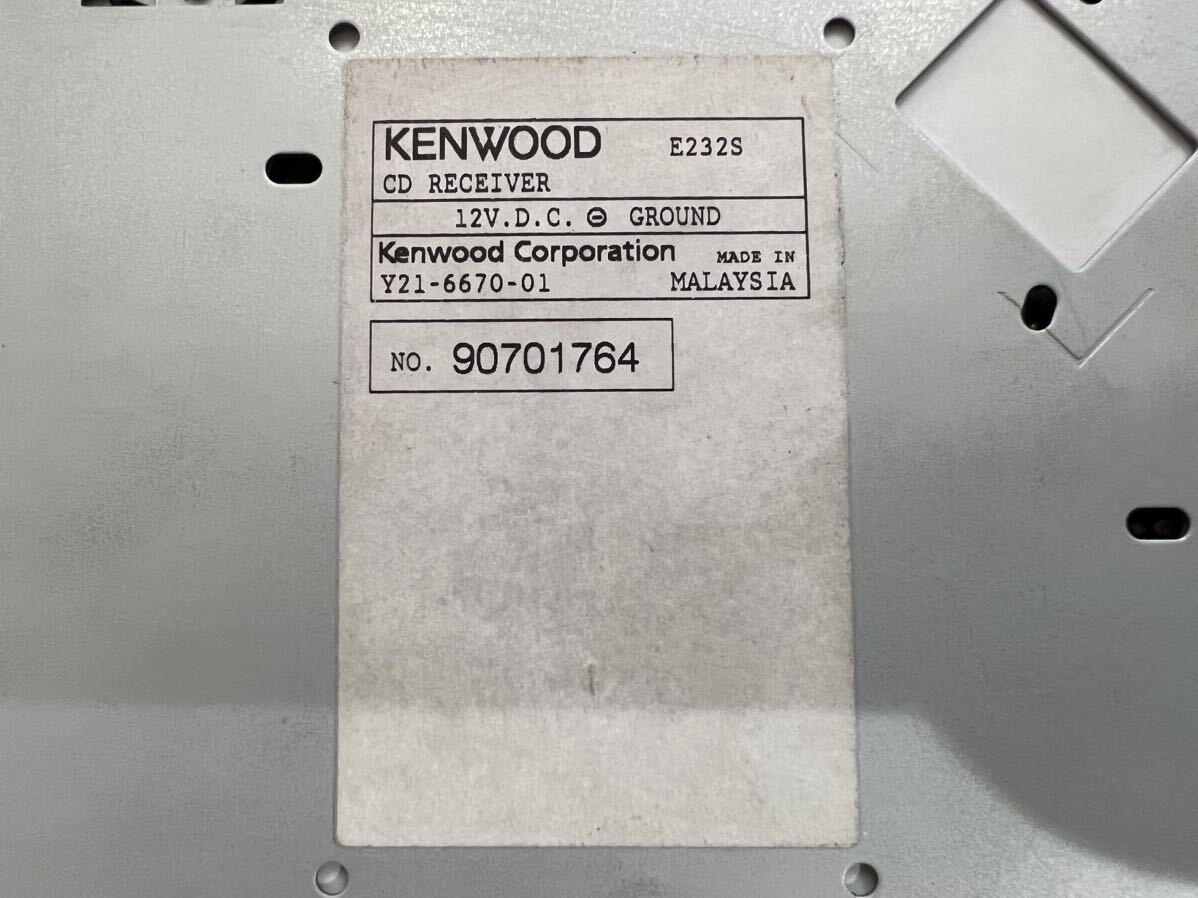 KENWOOD E232S
CD RECEIVER
12V.D.C. ⊖ GROUND
Kenwood Corporation MADE IN
Y21-6670-01 MALAYSIA
NO. 90701764